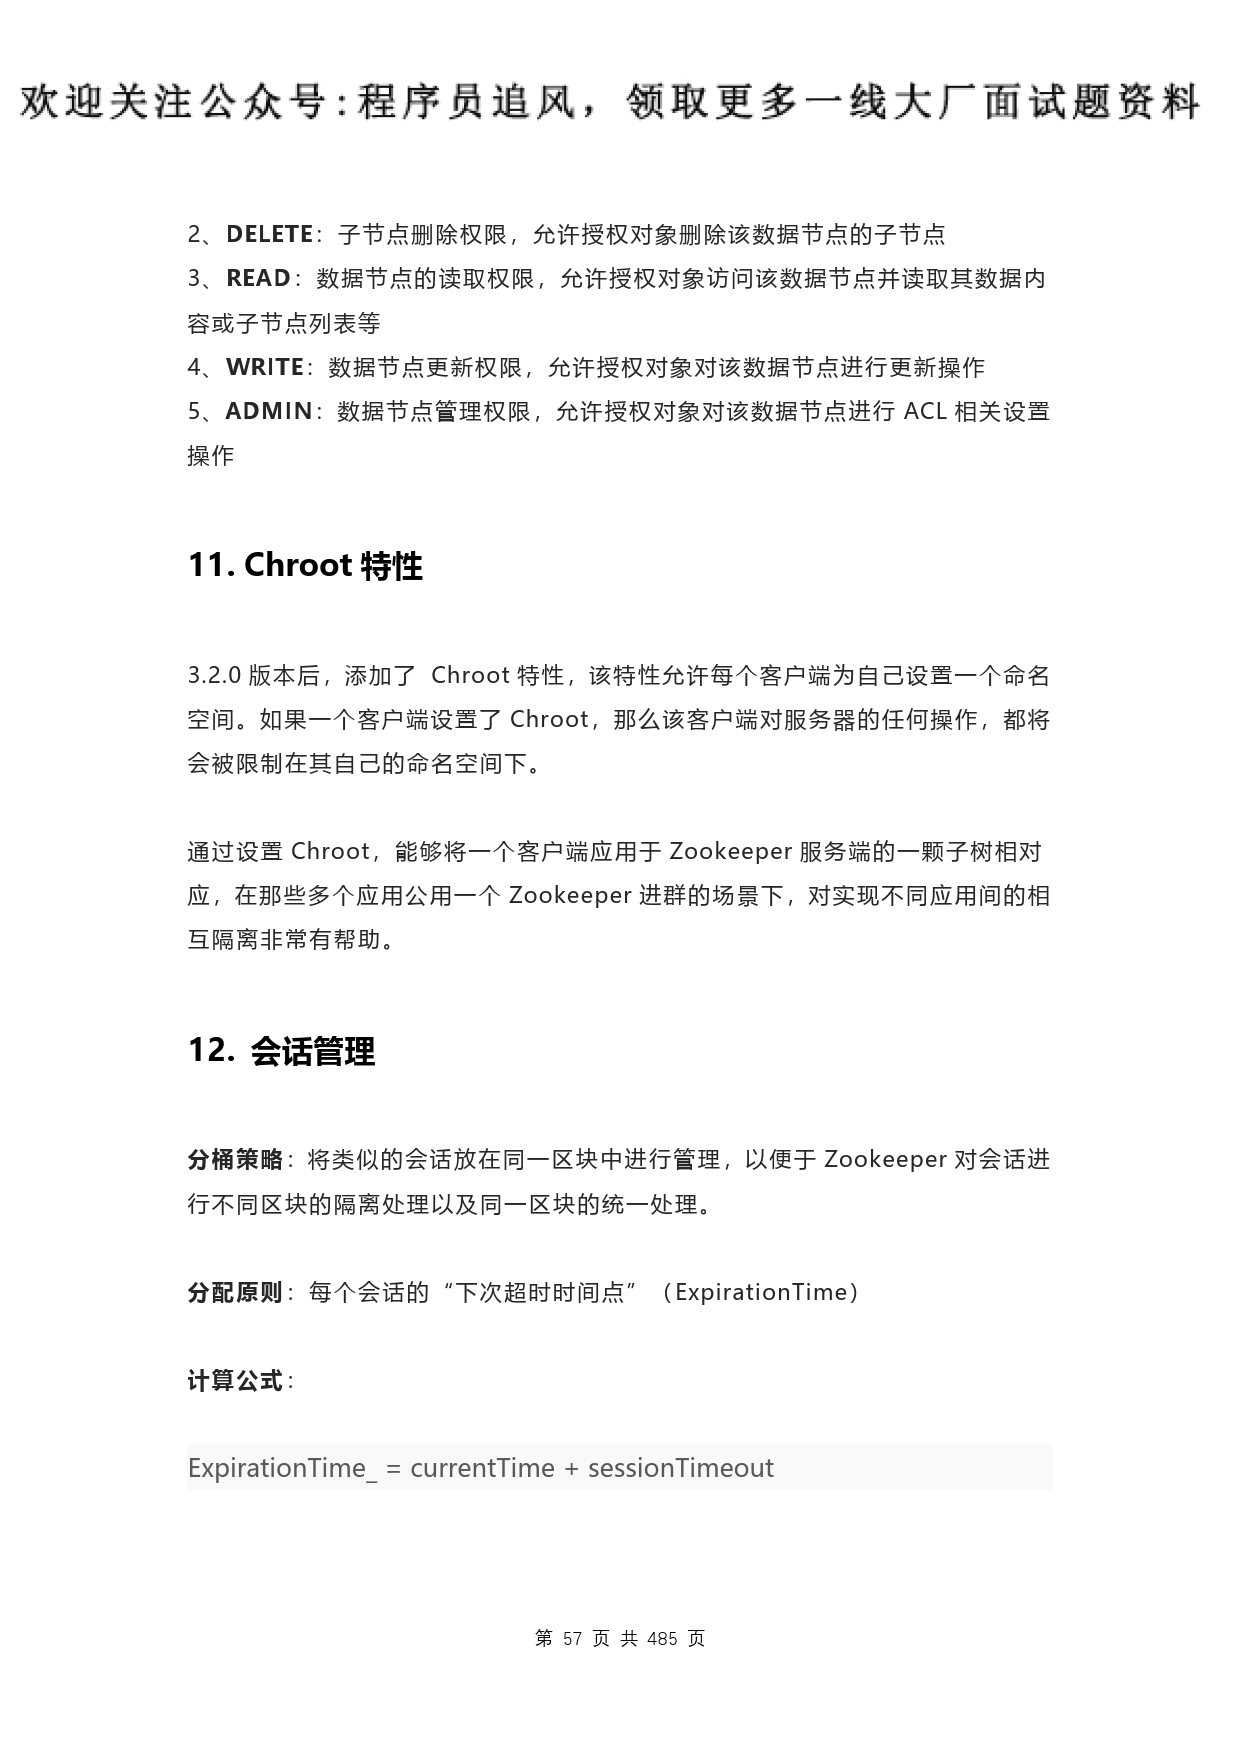 欢迎关注公众号:程序员追风，领取更多一线大厂面试题资料
2、DELETE：子节点删除权限，允许授权对象删除该数据节点的子节点
3、READ：数据节点的读取权限，允许授权对象访问该数据节点并读取其数据内
容或子节点列表等
4、WRITE：数据节点更新权限，允许授权对象对该数据节点进行更新操作
5、ADMIN：数据节点管理权限，允许授权对象对该数据节点进行 ACL 相关设置
操作
11. Chroot 特性
3.2.0 版本后，添加了 Chroot 特性，该特性允许每个客户端为自己设置一个命名
空间。如果一个客户端设置了 Chroot，那么该客户端对服务器的任何操作，都将
会被限制在其自己的命名空间下。
通过设置 Chroot，能够将一个客户端应用于 Zookeeper 服务端的一颗子树相对
应，在那些多个应用公用一个 Zookeeper 进群的场景下，对实现不同应用间的相
互隔离非常有帮助。
12. 会话管理
分桶策略：将类似的会话放在同一区块中进行管理，以便于 Zookeeper 对会话进
行不同区块的隔离处理以及同一区块的统一处理。
分配原则：每个会话的“下次超时时间点”（ExpirationTime）
计算公式：
ExpirationTime_ = currentTime + sessionTimeout
第 57 页 共 485 页